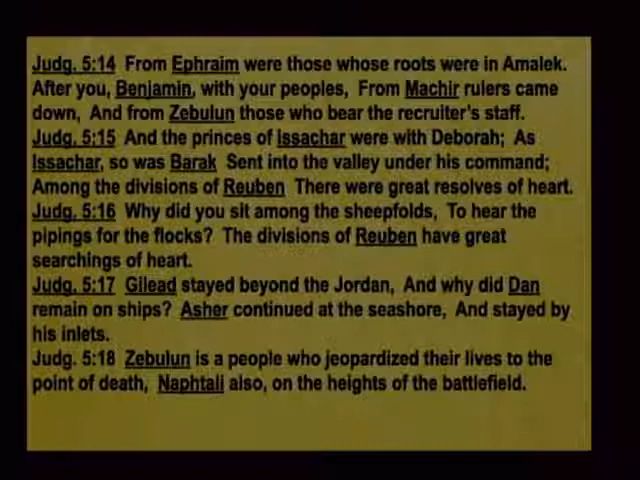 Judg. 5:14  From Ephraim were those whose roots were in Amalek.
After you, Benjamin, with your peoples,  From Machir rulers came
down,  And from Zebulun those who bear the recruiter's staff.
Judg. 5:15  And the princes of Issachar were with Deborah;  As
Issachar, so was Barak  Sent into the valley under his command;
Among the divisions of Reuben  There were great resolves of heart.
Judg. 5:16  Why did you sit among the sheepfolds,  To hear the
pipings for the flocks?  The divisions of Reuben have great
searchings of heart.
Judg. 5:17  Gilead stayed beyond the Jordan,  And why did Dan
remain on ships?  Asher continued at the seashore,  And stayed by
his inlets.
Judg. 5:18  Zebulun is a people who jeopardized their lives to the
point of death,  Naphtali also, on the heights of the battlefield.